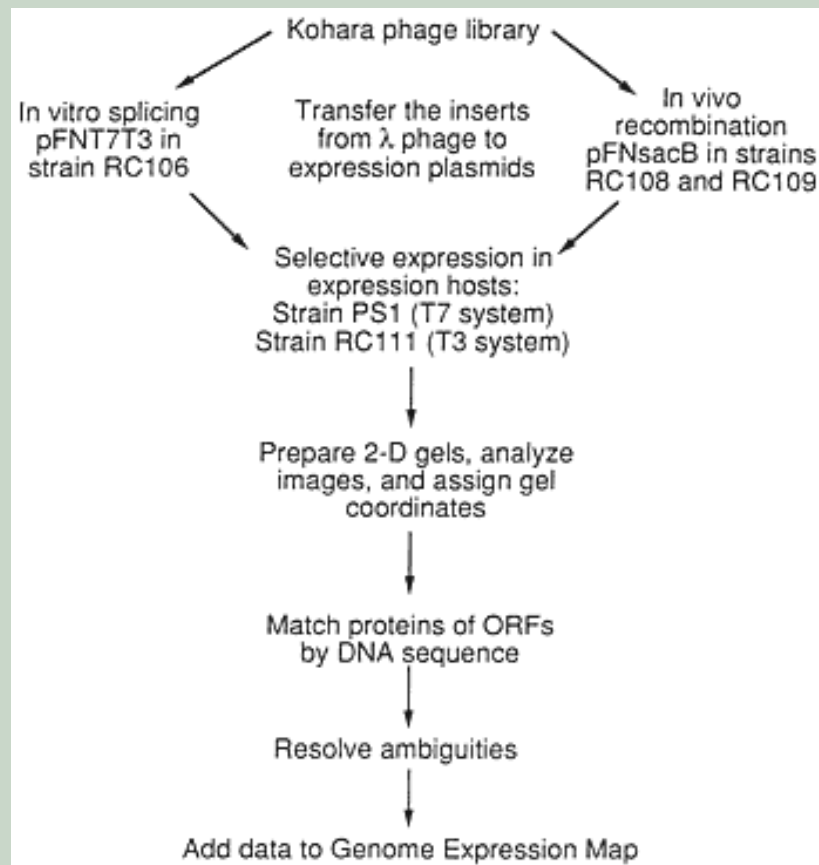 Kohara phage library
In vitro splicing
pFNT7T3 in
strain RC106
Transfer the inserts
from λ phage to
expression plasmids
In vivo
recombination
pFNsacB in strains
RC108 and RC109
Selective expression in
expression hosts:
Strain PS1 (T7 system)
Strain RC111 (T3 system)
Prepare 2-D gels, analyze
images, and assign gel
coordinates
Match proteins of ORFs
by DNA sequence
Resolve ambiguities
Add data to Genome Expression Map